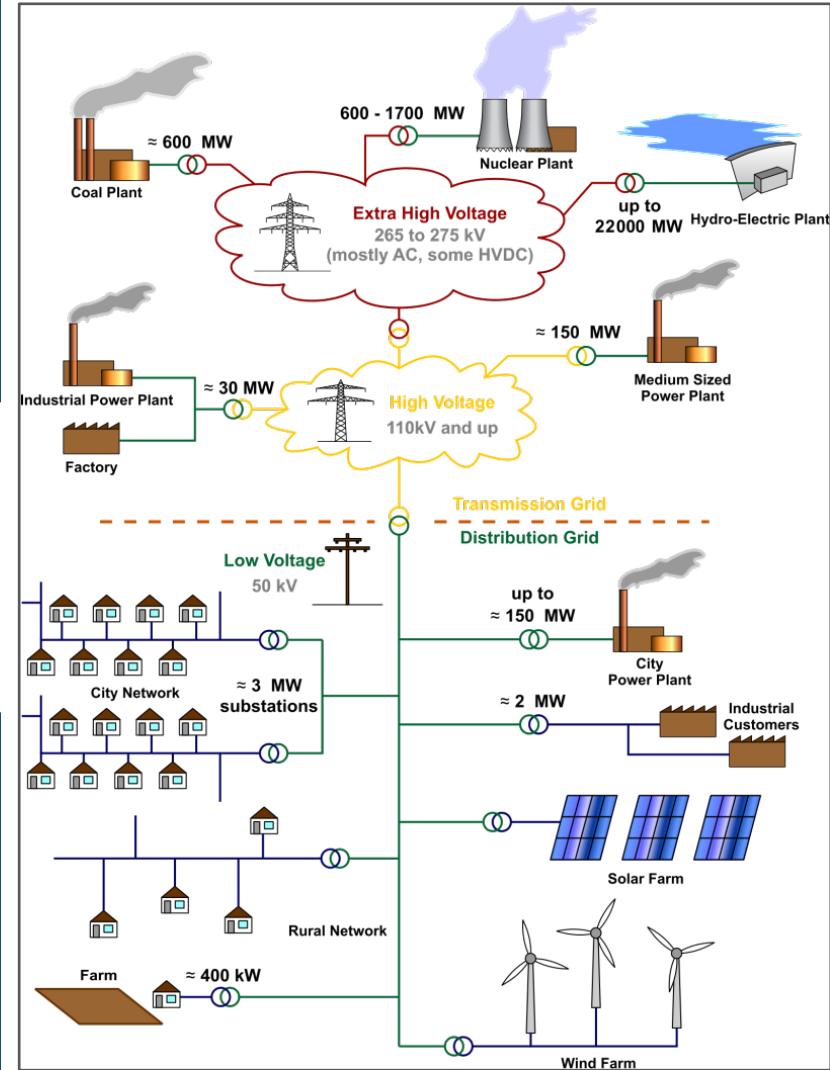 600 - 1700 MW
≈ 600 MW
Nuclear Plant
Coal Plant
Extra High Voltage
265 to 275 kV
(mostly AC, some HVDC)
up to
22000 MW
Hydro-Electric Plant
≈ 150 MW
Medium Sized
Power Plant
≈ 30 MW
Industrial Power Plant
High Voltage
110kV and up
Factory
Transmission Grid
Distribution Grid
Low Voltage
50 kV
up to
≈ 150 MW
City
Power Plant
City Network
≈ 3 MW
substations
≈ 2 MW
Industrial
Customers
Solar Farm
Rural Network
Farm
≈ 400 kW
Wind Farm